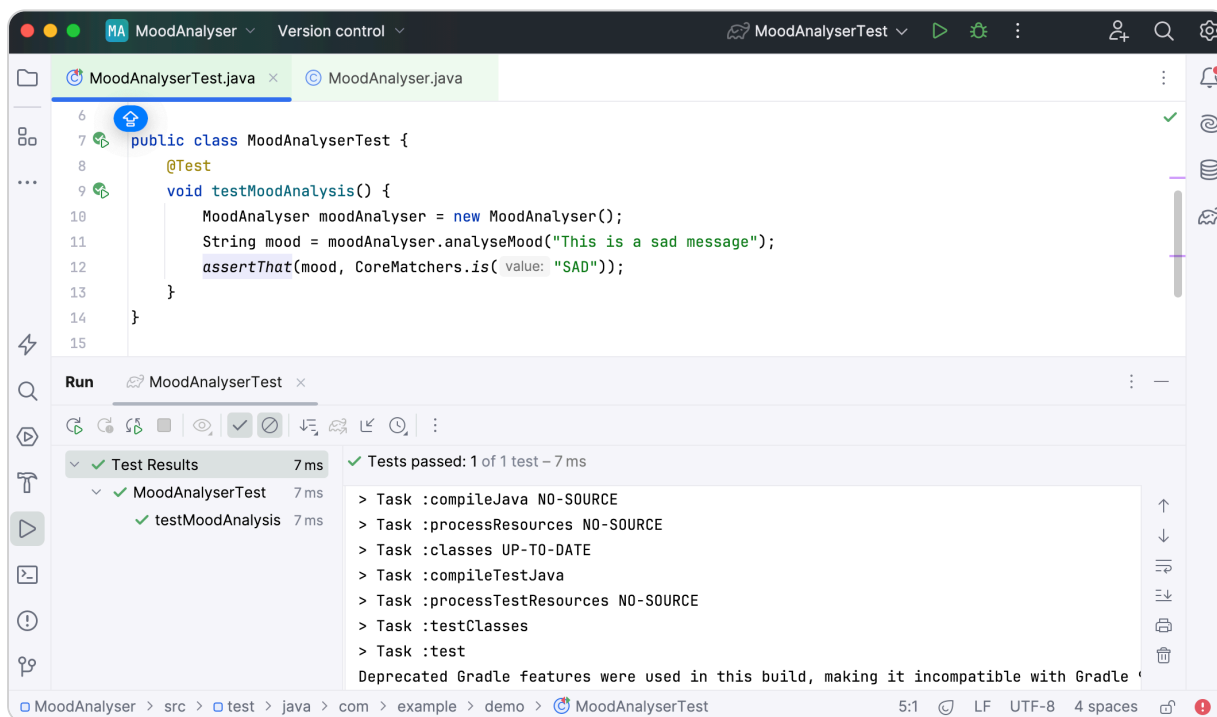 MA MoodAnalyser Version control MoodAnalyserTest
MoodAnalyserTest.java MoodAnalyser.java
6
7 public class MoodAnalyserTest {
8 @Test
9 void testMoodAnalysis() {
10 MoodAnalyser moodAnalyser = new MoodAnalyser();
11 String mood = moodAnalyser.analyseMood("This is a sad message");
12 assertThat(mood, CoreMatchers.is( value: "SAD"));
13 }
14 }
15
Run MoodAnalyserTest
Test Results 7 ms
MoodAnalyserTest 7 ms
testMoodAnalysis 7 ms
Tests passed: 1 of 1 test – 7 ms
> Task :compileJava NO-SOURCE
> Task :processResources NO-SOURCE
> Task :classes UP-TO-DATE
> Task :compileTestJava
> Task :processTestResources NO-SOURCE
> Task :testClasses
> Task :test
Deprecated Gradle features were used in this build, making it incompatible with Gradle
MoodAnalyser > src > test > java > com > example > demo > MoodAnalyserTest 5:1 LF UTF-8 4 spaces